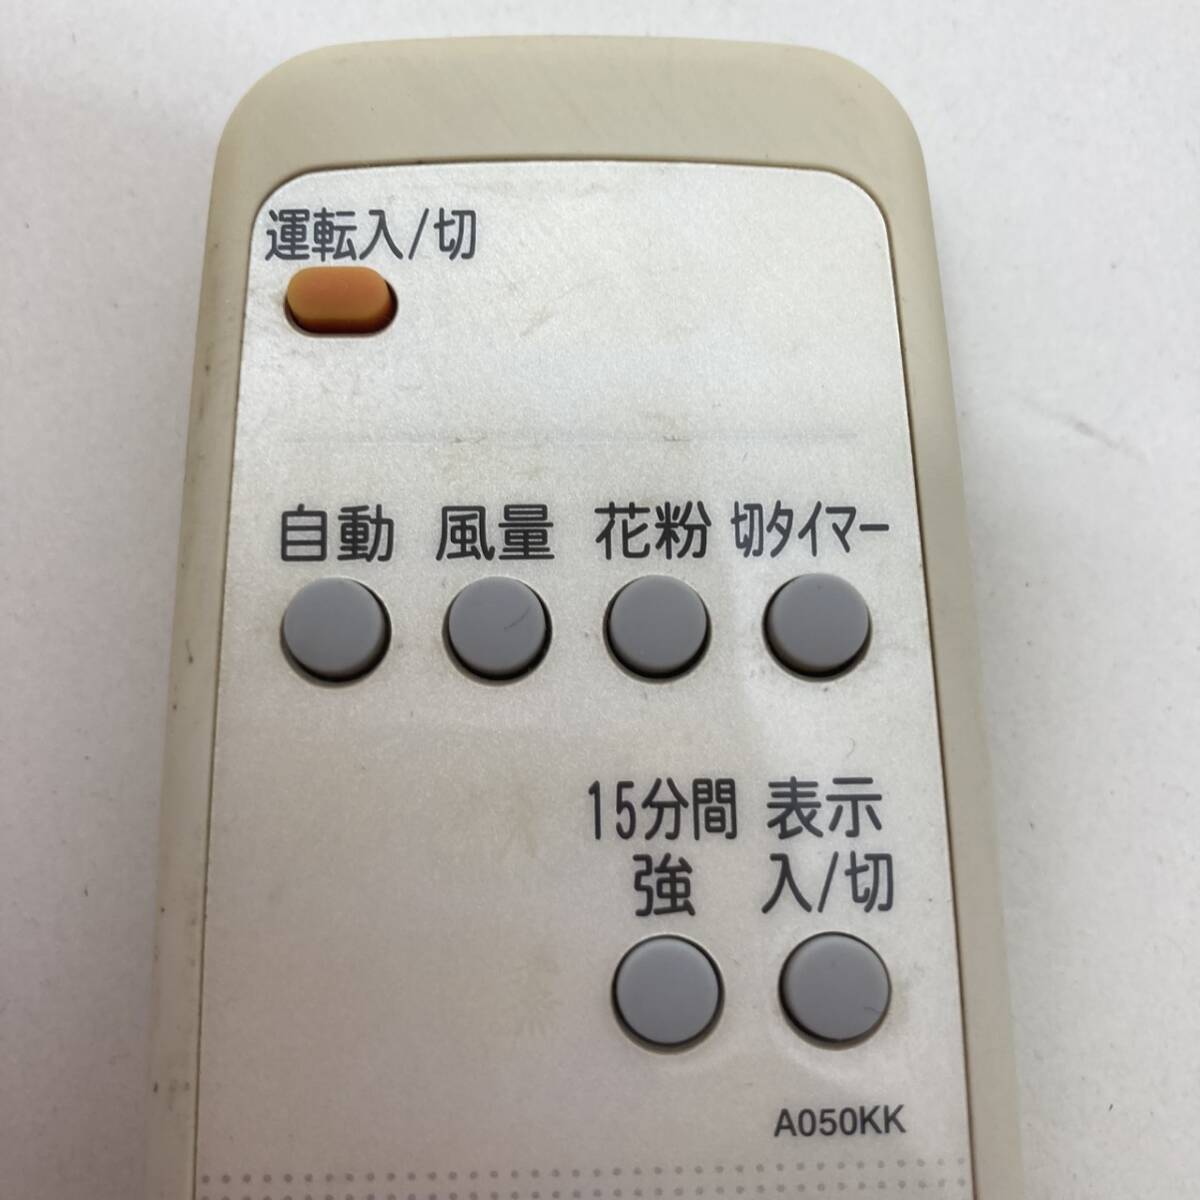 運転入/切
自動 風量 花粉 切タイマー
15分間 表示
強 入/切
A050KK